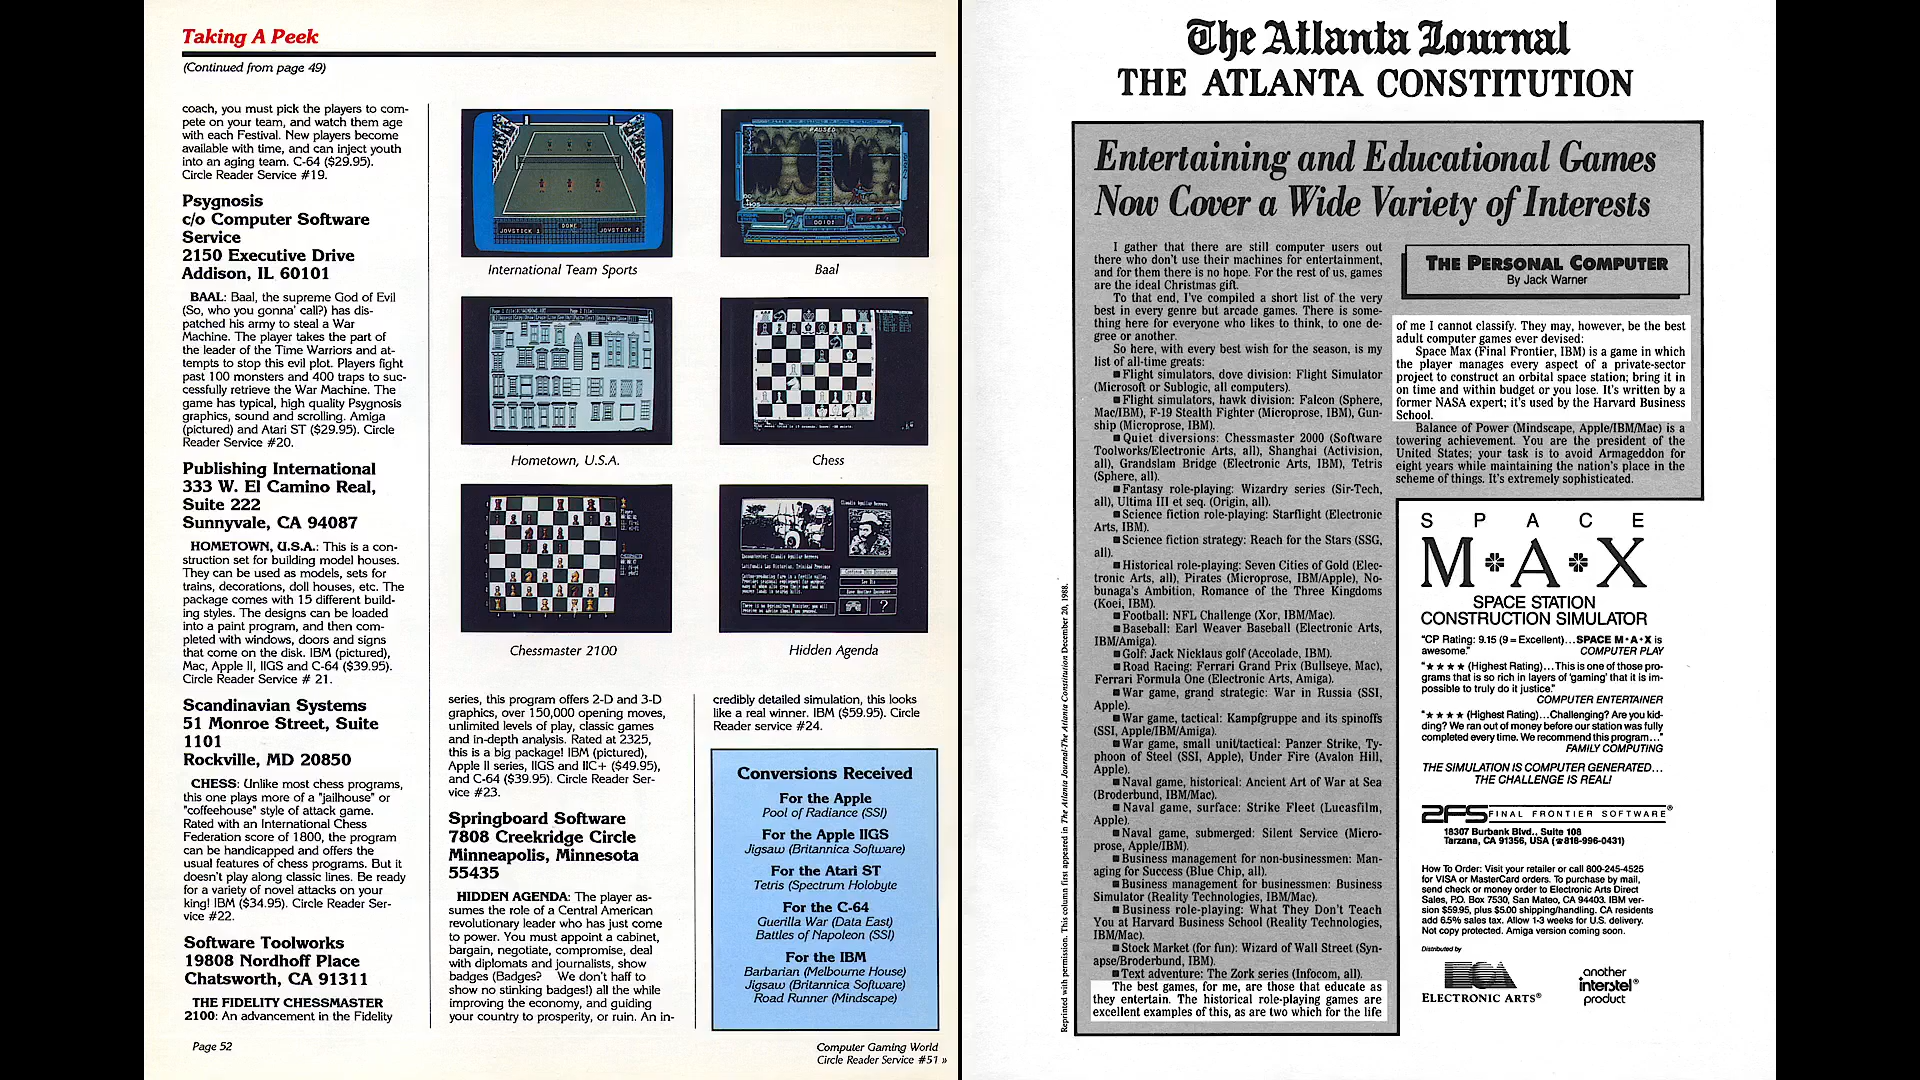 Taking A Peek
(Continued from page 49)
coach, you must pick the players to com-
pete on your team, and watch them age
with each Festival. New players become
available with time, and can inject youth
into an aging team. C-64 ($29.95).
Circle Reader Service #19.
Psygnosis
c/o Computer Software
Service
2150 Executive Drive
Addison, IL 60101
BAAL: Baal, the supreme God of Evil
(So, who you gonna' call?) has dis-
patched his army to steal a War
Machine. The player takes the part of
the leader of the Time Warriors and at-
tempts to stop this evil plot. Players fight
past 100 monsters and 400 traps to suc-
cessfully retrieve the War Machine. The
game has typical, high quality Psygnosis
graphics, sound and scrolling. Amiga
(pictured) and Atari ST ($29.95). Circle
Reader Service #20.
Publishing International
333 W. El Camino Real,
Suite 222
Sunnyvale, CA 94087
HOMETOWN, U.S.A.: This is a con-
struction set for building model houses.
They can be used as models, sets for
trains, decorations, doll houses, etc. The
package comes with 15 different build-
ing styles. The designs can be loaded
into a paint program, and then com-
pleted with windows, doors and signs
that come on the disk. IBM (pictured),
Mac, Apple II, IIGS and C-64 ($39.95).
Circle Reader Service # 21.
Scandinavian Systems
51 Monroe Street, Suite
1101
Rockville, MD 20850
CHESS: Unlike most chess programs,
this one plays more of a "jailhouse" or
"coffeehouse" style of attack game.
Rated with an International Chess
Federation score of 1800, the program
can be handicapped and offers the
usual features of chess programs. But it
doesn't play along classic lines. Be ready
for a variety of novel attacks on your
king! IBM ($34.95). Circle Reader Ser-
vice #22.
Software Toolworks
19808 Nordhoff Place
Chatsworth, CA 91311
THE FIDELITY CHESSMASTER
2100: An advancement in the Fidelity
JOYSTICK 1 DONE JOYSTICK 2
International Team Sports
PAUSED
Baal
Hometown, U.S.A.
Chess
Chessmaster 2100
Hidden Agenda
series, this program offers 2-D and 3-D
graphics, over 150,000 opening moves,
unlimited levels of play, classic games
and in-depth analysis. Rated at 2325,
this is a big package! IBM (pictured),
Apple II series, IIGS and IIC+ ($49.95),
and C-64 ($39.95). Circle Reader Ser-
vice #23.
Springboard Software
7808 Creekridge Circle
Minneapolis, Minnesota
55435
HIDDEN AGENDA: The player as-
sumes the role of a Central American
revolutionary leader who has just come
to power. You must appoint a cabinet,
bargain, negotiate, compromise, deal
with diplomats and journalists, show
badges (Badges? We don't haff to
show no stinking badges!) all the while
improving the economy, and guiding
your country to prosperity, or ruin. An in-
credibly detailed simulation, this looks
like a real winner. IBM ($59.95). Circle
Reader service #24.
Conversions Received
For the Apple
Pool of Radiance (SSI)
For the Apple IIGS
Jigsaw (Britannica Software)
For the Atari ST
Tetris (Spectrum Holobyte
For the C-64
Guerilla War (Data East)
Battles of Napoleon (SSI)
For the IBM
Barbarian (Melbourne House)
Jigsaw (Britannica Software)
Road Runner (Mindscape)
Page 52
Computer Gaming World
Circle Reader Service #51 »
The Atlanta Journal
THE ATLANTA CONSTITUTION
Entertaining and Educational Games
Now Cover a Wide Variety of Interests
I gather that there are still computer users out
there who don't use their machines for entertainment,
and for them there is no hope. For the rest of us, games
are the ideal Christmas gift.
To that end, I've compiled a short list of the very
best in every genre but arcade games. There is some-
thing here for everyone who likes to think, to one de-
gree or another.
So here, with every best wish for the season, is my
list of all-time greats:
■ Flight simulators, dove division: Flight Simulator
(Microsoft or Sublogic, all computers).
■ Flight simulators, hawk division: Falcon (Sphere,
Mac/IBM), F-19 Stealth Fighter (Microprose, IBM), Gun-
ship (Microprose, IBM).
■ Quiet diversions: Chessmaster 2000 (Software
Toolworks/Electronic Arts, all), Shanghai (Activision,
all), Grandslam Bridge (Electronic Arts, IBM), Tetris
(Sphere, all).
■ Fantasy role-playing: Wizardry series (Sir-Tech,
all), Ultima III et seq. (Origin, all).
■ Science fiction role-playing: Starflight (Electronic
Arts, IBM).
■ Science fiction strategy: Reach for the Stars (SSG,
all).
■ Historical role-playing: Seven Cities of Gold (Elec-
tronic Arts, all), Pirates (Microprose, IBM/Apple), No-
bunaga's Ambition, Romance of the Three Kingdoms
(Koei, IBM).
■ Football: NFL Challenge (Xor, IBM/Mac).
■ Baseball: Earl Weaver Baseball (Electronic Arts,
IBM/Amiga).
■ Golf: Jack Nicklaus golf (Accolade, IBM).
■ Road Racing: Ferrari Grand Prix (Bullseye, Mac),
Ferrari Formula One (Electronic Arts, Amiga).
■ War game, grand strategic: War in Russia (SSI,
Apple).
■ War game, tactical: Kampfgruppe and its spinoffs
(SSI, Apple/IBM/Amiga).
■ War game, small unit/tactical: Panzer Strike, Ty-
phoon of Steel (SSI, Apple), Under Fire (Avalon Hill,
Apple).
■ Naval game, historical: Ancient Art of War at Sea
(Broderbund, IBM/Mac).
■ Naval game, surface: Strike Fleet (Lucasfilm,
Apple).
■ Naval game, submerged: Silent Service (Micro-
prose, Apple/IBM).
■ Business management for non-businessmen: Man-
aging for Success (Blue Chip, all).
■ Business management for businessmen: Business
Simulator (Reality Technologies, IBM/Mac).
■ Business role-playing: What They Don't Teach
You at Harvard Business School (Reality Technologies,
IBM/Mac).
■ Stock Market (for fun): Wizard of Wall Street (Syn-
apse/Broderbund, IBM).
■ Text adventure: The Zork series (Infocom, all).
The best games, for me, are those that educate as
they entertain. The historical role-playing games are
excellent examples of this, as are two which for the life
THE PERSONAL COMPUTER
By Jack Warner
of me I cannot classify. They may, however, be the best
adult computer games ever devised:
Space Max (Final Frontier, IBM) is a game in which
the player manages every aspect of a private-sector
project to construct an orbital space station; bring it in
on time and within budget or you lose. It's written by a
former NASA expert; it's used by the Harvard Business
School.
Balance of Power (Mindscape, Apple/IBM/Mac) is a
towering achievement. You are the president of the
United States; your task is to avoid Armageddon for
eight years while maintaining the nation's place in the
scheme of things. It's extremely sophisticated.
Reprinted with permission. This column first appeared in The Atlanta Journal-The Atlanta Constitution December 20, 1988.
SPACE
M*A*X
SPACE STATION
CONSTRUCTION SIMULATOR
"CP Rating: 9.15 (9 = Excellent)…SPACE M*A*X is
awesome." COMPUTER PLAY
"★★★★ (Highest Rating)…This is one of those pro-
grams that is so rich in layers of 'gaming' that it is im-
possible to truly do it justice."
COMPUTER ENTERTAINER
"★★★★ (Highest Rating)…Challenging? Are you kid-
ding? We ran out of money before our station was fully
completed every time. We recommend this program…"
FAMILY COMPUTING
THE SIMULATION IS COMPUTER GENERATED…
THE CHALLENGE IS REAL!
2FS FINAL FRONTIER SOFTWARE®
18307 Burbank Blvd., Suite 108
Tarzana, CA 91356, USA (☎818-996-0431)
How To Order: Visit your retailer or call 800-245-4525
for VISA or MasterCard orders. To purchase by mail,
send check or money order to Electronic Arts Direct
Sales, P.O. Box 7530, San Mateo, CA 94403. IBM ver-
sion $59.95, plus $5.00 shipping/handling. CA residents
add 6.5% sales tax. Allow 1-3 weeks for U.S. delivery.
Not copy protected. Amiga version coming soon.
Distributed by
ELECTRONIC ARTS®
another
interstel®
product